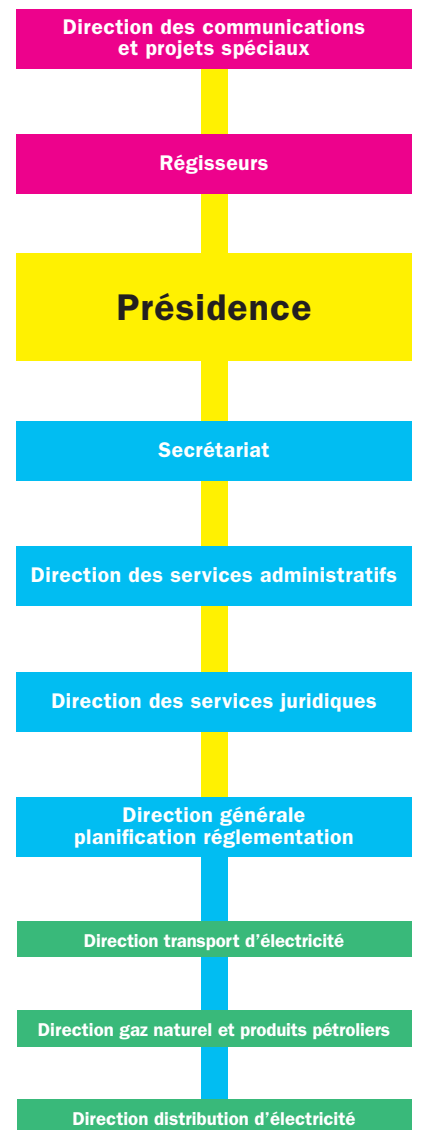 Direction des communications
et projets spéciaux
Régisseurs
Présidence
Secrétariat
Direction des services administratifs
Direction des services juridiques
Direction générale
planification réglementation
Direction transport d'électricité
Direction gaz naturel et produits pétroliers
Direction distribution d'électricité